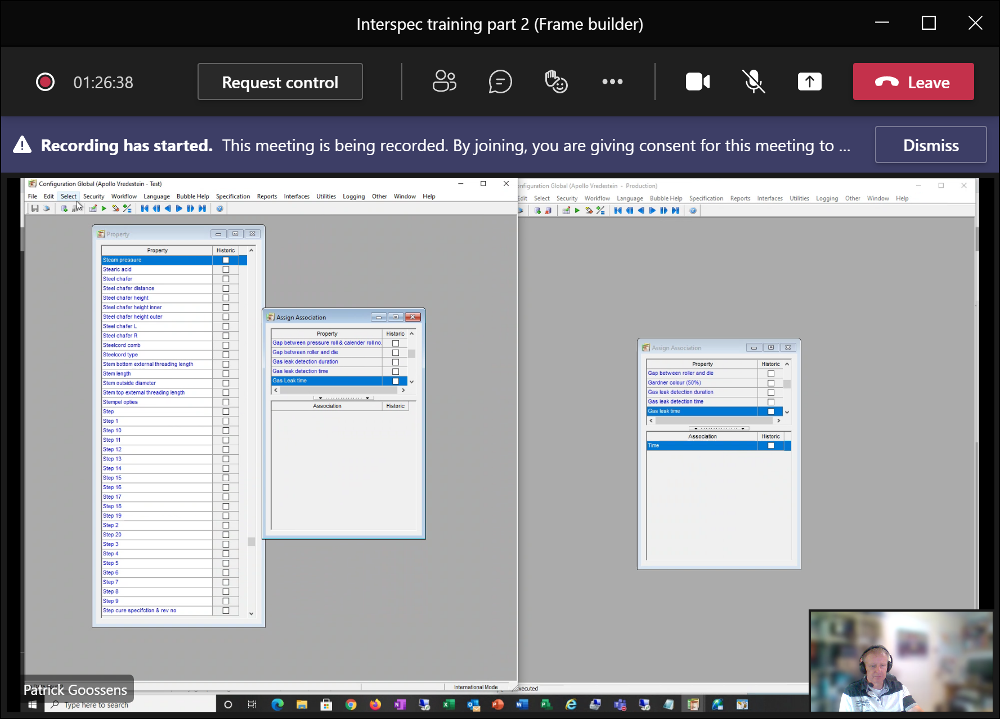 Interspec training part 2 (Frame builder)
01:26:38
Request control
Leave
Recording has started. This meeting is being recorded. By joining, you are giving consent for this meeting to ...
Dismiss
Configuration Global (Apollo Vredestein - Test)
File Edit Select Security Workflow Language Bubble Help Specification Reports Interfaces Utilities Logging Other Window Help
Property
Property Historic
Steam pressure
Stearic acid
Steel chafer
Steel chafer distance
Steel chafer height
Steel chafer height inner
Steel chafer height outer
Steel chafer L
Steel chafer R
Steelcord comb
Steelcord type
Stem bottom external threading length
Stem length
Stem outside diameter
Stem top external threading length
Stempel opties
Step
Step 1
Step 10
Step 11
Step 12
Step 13
Step 14
Step 15
Step 16
Step 17
Step 18
Step 19
Step 2
Step 20
Step 3
Step 4
Step 5
Step 6
Step 7
Step 8
Step 9
Step cure specifction & rev no
Assign Association
Property Historic
Gap between pressure roll & calender roll no.
Gap between roller and die
Gas leak detection duration
Gas leak detection time
Gas Leak time
Association Historic
International Mode
nfiguration Global (Apollo Vredestein - Production)
Edit Select Security Workflow Language Bubble Help Specification Reports Interfaces Utilities Logging Other Window Help
Assign Association
Property Historic
Gap between roller and die
Gardner colour (50%)
Gas leak detection duration
Gas leak detection time
Gas leak time
Association Historic
Time
xecuted
Patrick Goossens
Type here to search